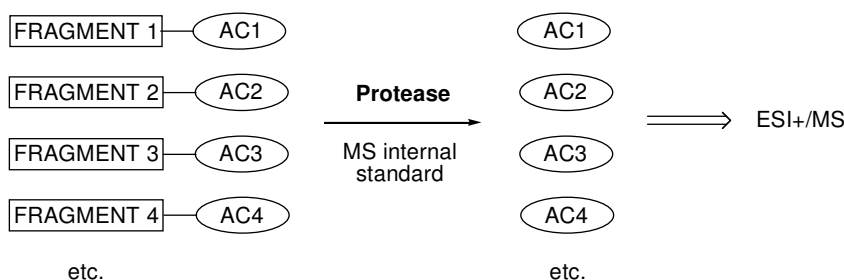 FRAGMENT 1 AC1 AC1
FRAGMENT 2 AC2 Protease AC2 ESI+/MS
FRAGMENT 3 AC3 MS internal AC3
standard
FRAGMENT 4 AC4 AC4
etc. etc.